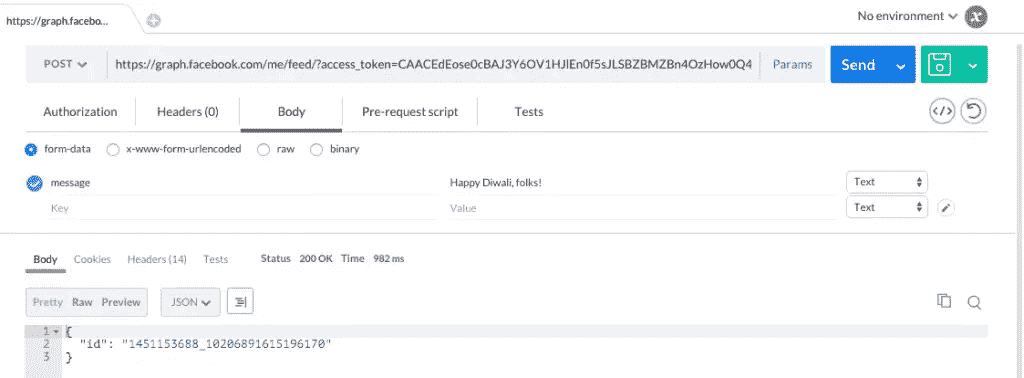 https://graph.facebo...
No environment
POST
https://graph.facebook.com/me/feed/?access_token=CAACEdEose0cBAJ3Y6OV1HJlEn0f5sJLSBZBMZBn4OzHow0Q4
Params
Send
Authorization
Headers (0)
Body
Pre-request script
Tests
form-data
x-www-form-urlencoded
raw
binary
message
Happy Diwali, folks!
Text
Key
Value
Text
Body
Cookies
Headers (14)
Tests
Status 200 OK Time 982 ms
Pretty Raw Preview
JSON
1 {
2 "id": "1451153688_10206891615196170"
3 }